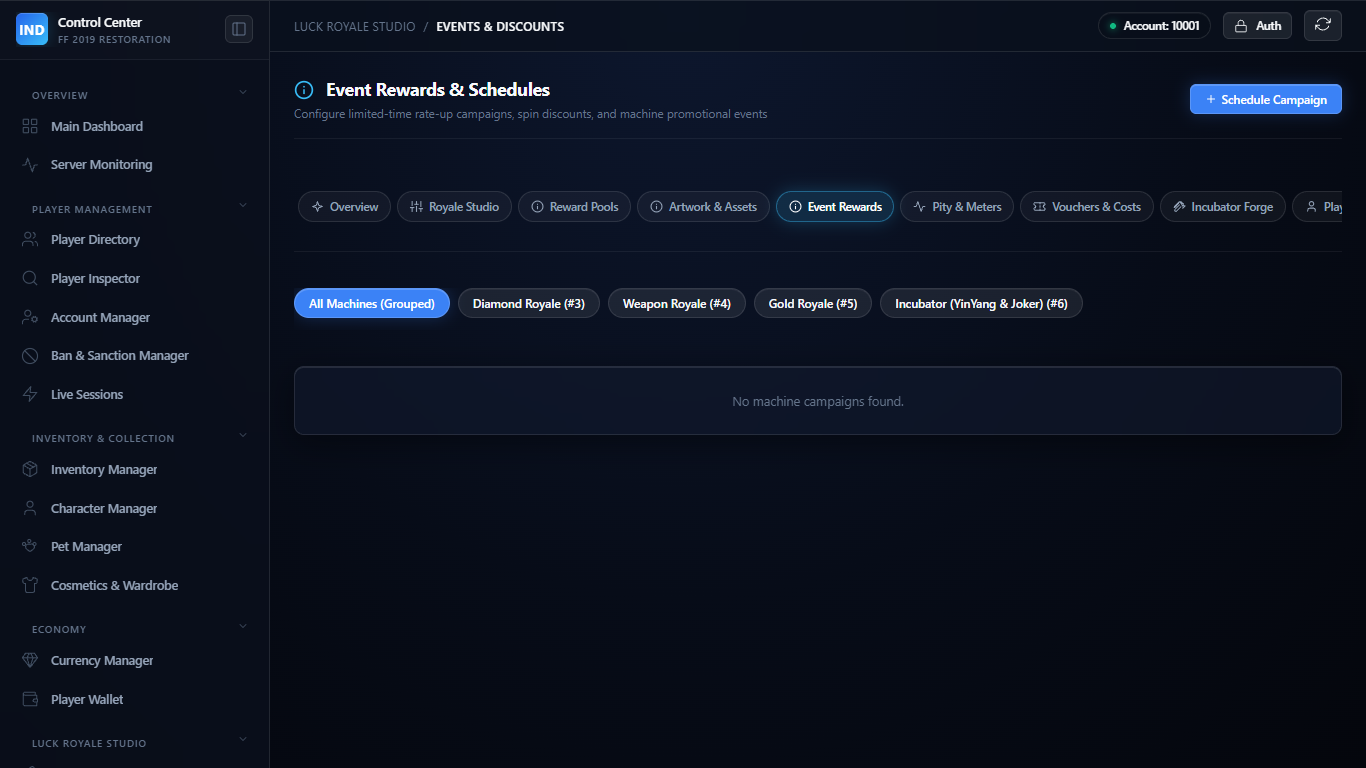 IND
Control Center
FF 2019 RESTORATION
LUCK ROYALE STUDIO / EVENTS & DISCOUNTS
Account: 10001
Auth
OVERVIEW
Main Dashboard
Server Monitoring
PLAYER MANAGEMENT
Player Directory
Player Inspector
Account Manager
Ban & Sanction Manager
Live Sessions
INVENTORY & COLLECTION
Inventory Manager
Character Manager
Pet Manager
Cosmetics & Wardrobe
ECONOMY
Currency Manager
Player Wallet
LUCK ROYALE STUDIO
Event Rewards & Schedules
Configure limited-time rate-up campaigns, spin discounts, and machine promotional events
+ Schedule Campaign
Overview
Royale Studio
Reward Pools
Artwork & Assets
Event Rewards
Pity & Meters
Vouchers & Costs
Incubator Forge
All Machines (Grouped)
Diamond Royale (#3)
Weapon Royale (#4)
Gold Royale (#5)
Incubator (YinYang & Joker) (#6)
No machine campaigns found.